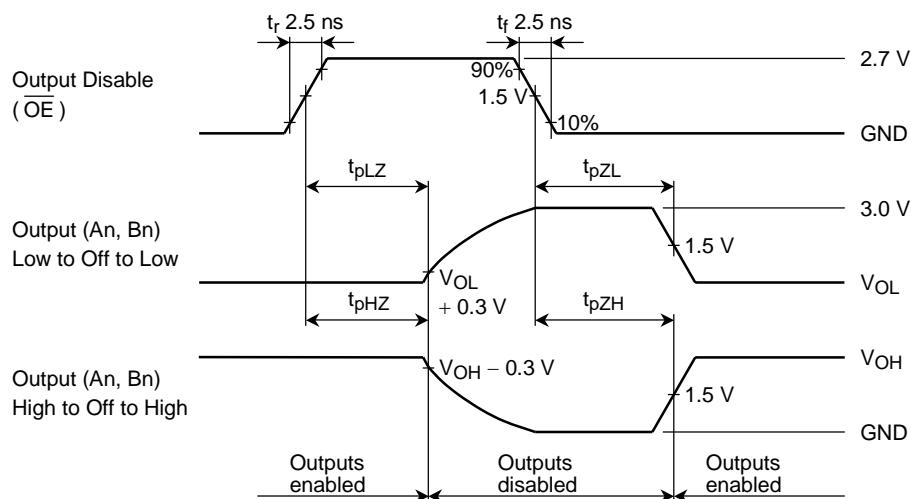 tr 2.5 ns
tf 2.5 ns
Output Disable
( OE )
90%
1.5 V
10%
2.7 V
GND
tpLZ
tpZL
Output (An, Bn)
Low to Off to Low
3.0 V
1.5 V
VOL
+ 0.3 V
VOL
tpHZ
tpZH
Output (An, Bn)
High to Off to High
VOH − 0.3 V
1.5 V
VOH
GND
Outputs
enabled
Outputs
disabled
Outputs
enabled